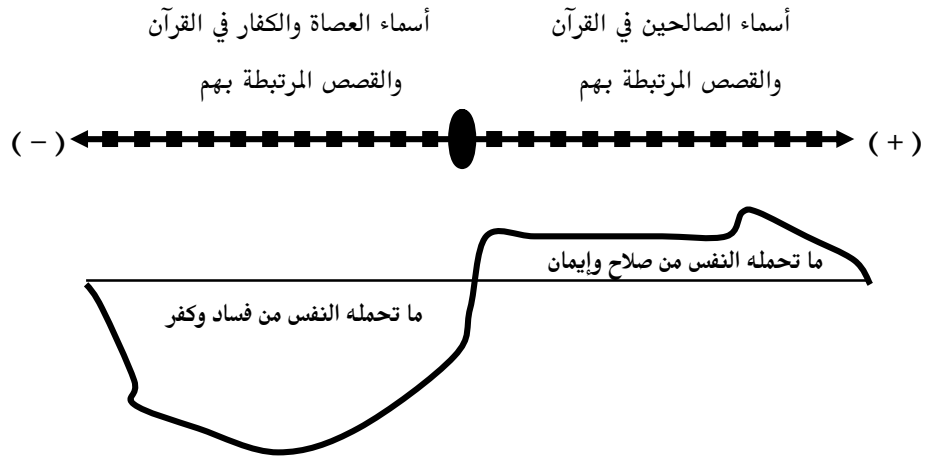 أسماء الصالحين في القرآن
والقصص المرتبطة بهم
أسماء العصاة والكفار في القرآن
والقصص المرتبطة بهم
( + )
( − )
ما تحمله النفس من صلاح وإيمان
ما تحمله النفس من فساد وكفر